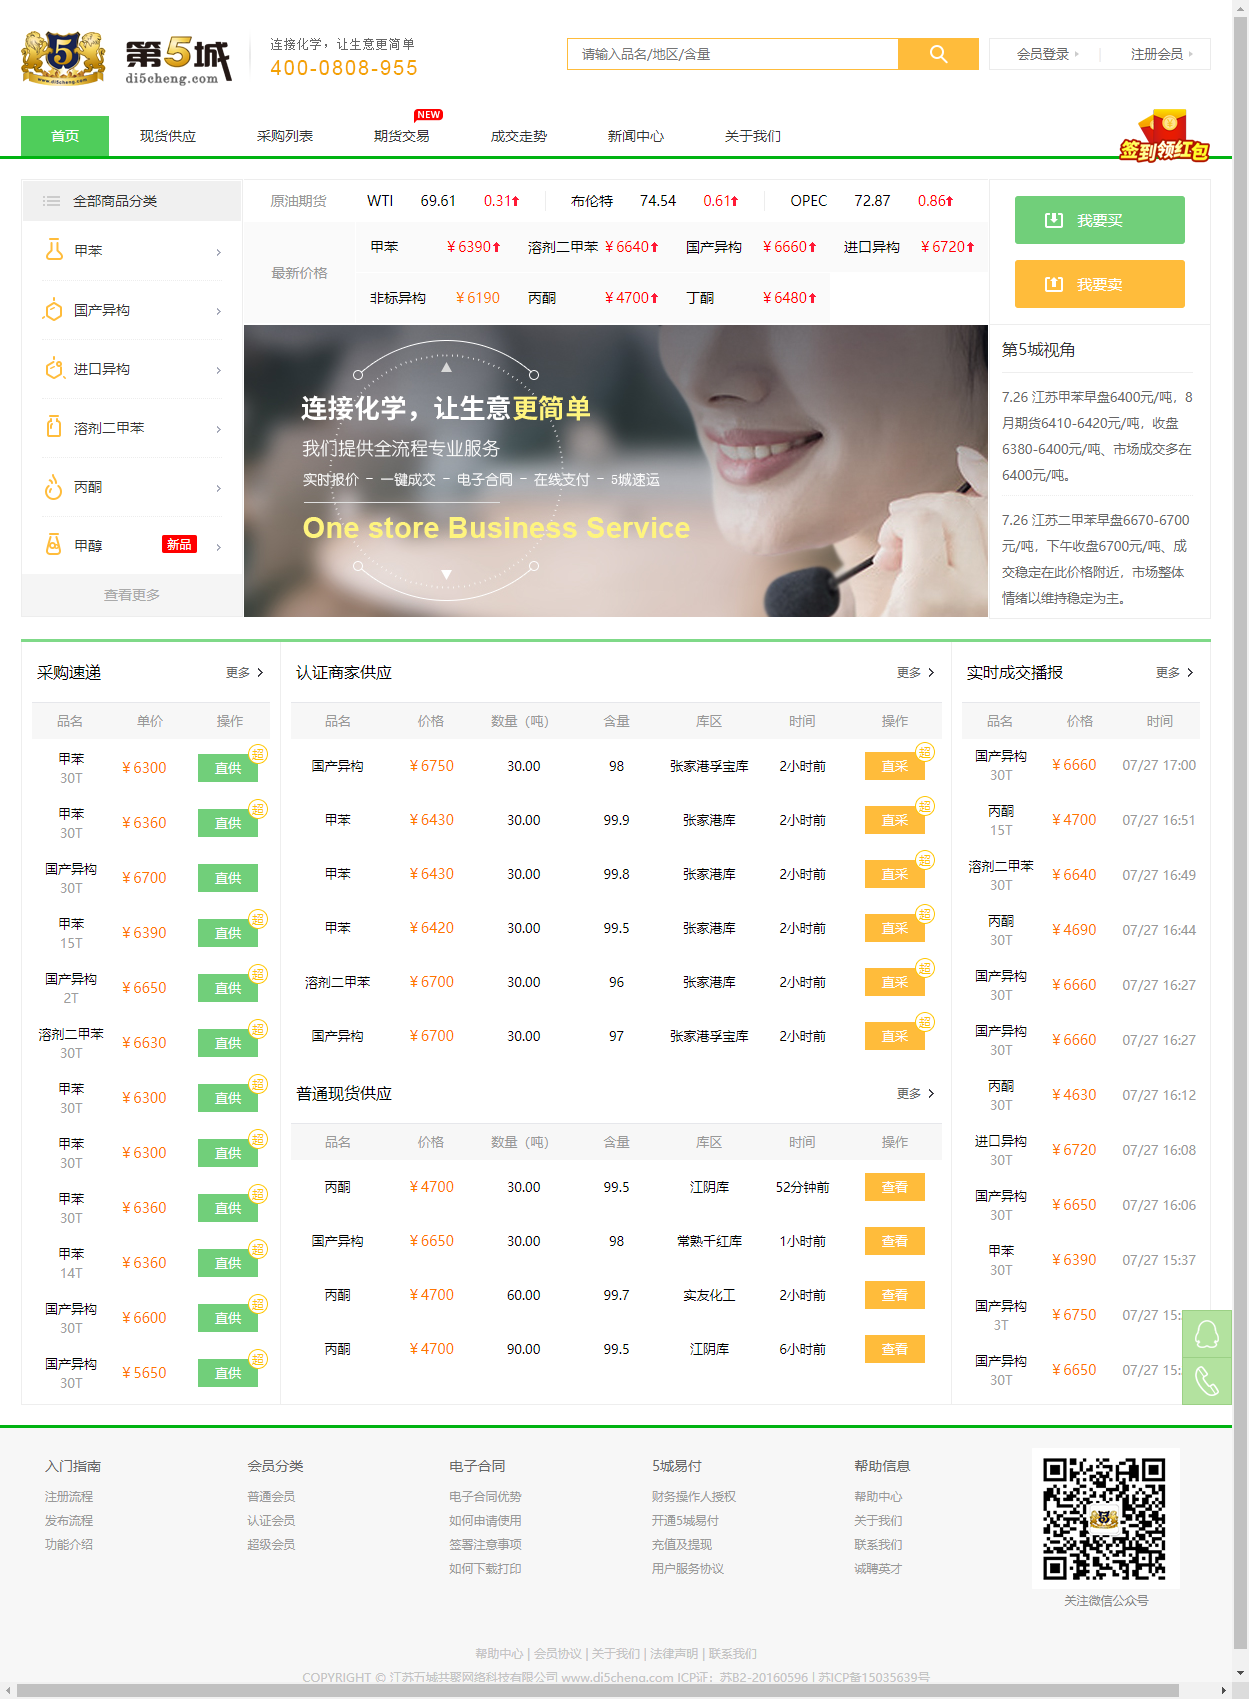 第5城
di5cheng.com
连接化学，让生意更简单
400-0808-955
请输入品名/地区/含量
会员登录
注册会员
首页 现货供应 采购列表 期货交易 NEW 成交走势 新闻中心 关于我们
签到领红包
全部商品分类
甲苯
国产异构
进口异构
溶剂二甲苯
丙酮
甲醇 新品
查看更多
原油期货 WTI 69.61 0.31↑ 布伦特 74.54 0.61↑ OPEC 72.87 0.86↑
最新价格
甲苯 ￥6390↑ 溶剂二甲苯 ￥6640↑ 国产异构 ￥6660↑ 进口异构 ￥6720↑
非标异构 ￥6190 丙酮 ￥4700↑ 丁酮 ￥6480↑
连接化学，让生意更简单
我们提供全流程专业服务
实时报价 - 一键成交 - 电子合同 - 在线支付 - 5城速运
One store Business Service
我要买
我要卖
第5城视角
7.26 江苏甲苯早盘6400元/吨，8
月期货6410-6420元/吨，收盘
6380-6400元/吨、市场成交多在
6400元/吨。
7.26 江苏二甲苯早盘6670-6700
元/吨，下午收盘6700元/吨、成
交稳定在此价格附近，市场整体
情绪以维持稳定为主。
采购速递 更多
品名 单价 操作
甲苯 30T ￥6300 直供 超
甲苯 30T ￥6360 直供 超
国产异构 30T ￥6700 直供
甲苯 15T ￥6390 直供 超
国产异构 2T ￥6650 直供 超
溶剂二甲苯 30T ￥6630 直供 超
甲苯 30T ￥6300 直供 超
甲苯 30T ￥6300 直供 超
甲苯 30T ￥6360 直供 超
甲苯 14T ￥6360 直供 超
国产异构 30T ￥6600 直供 超
国产异构 30T ￥5650 直供 超
认证商家供应 更多
品名 价格 数量（吨） 含量 库区 时间 操作
国产异构 ￥6750 30.00 98 张家港孚宝库 2小时前 直采 超
甲苯 ￥6430 30.00 99.9 张家港库 2小时前 直采 超
甲苯 ￥6430 30.00 99.8 张家港库 2小时前 直采 超
甲苯 ￥6420 30.00 99.5 张家港库 2小时前 直采 超
溶剂二甲苯 ￥6700 30.00 96 张家港库 2小时前 直采 超
国产异构 ￥6700 30.00 97 张家港孚宝库 2小时前 直采 超
普通现货供应 更多
品名 价格 数量（吨） 含量 库区 时间 操作
丙酮 ￥4700 30.00 99.5 江阴库 52分钟前 查看
国产异构 ￥6650 30.00 98 常熟千红库 1小时前 查看
丙酮 ￥4700 60.00 99.7 实友化工 2小时前 查看
丙酮 ￥4700 90.00 99.5 江阴库 6小时前 查看
实时成交播报 更多
品名 价格 时间
国产异构 30T ￥6660 07/27 17:00
丙酮 15T ￥4700 07/27 16:51
溶剂二甲苯 30T ￥6640 07/27 16:49
丙酮 30T ￥4690 07/27 16:44
国产异构 30T ￥6660 07/27 16:27
国产异构 30T ￥6660 07/27 16:27
丙酮 30T ￥4630 07/27 16:12
进口异构 30T ￥6720 07/27 16:08
国产异构 30T ￥6650 07/27 16:06
甲苯 30T ￥6390 07/27 15:37
国产异构 3T ￥6750 07/27 15:
国产异构 30T ￥6650 07/27 15:
入门指南 会员分类 电子合同 5城易付 帮助信息
注册流程 普通会员 电子合同优势 财务操作人授权 帮助中心
发布流程 认证会员 如何申请使用 开通5城易付 关于我们
功能介绍 超级会员 签署注意事项 充值及提现 联系我们
如何下载打印 用户服务协议 诚聘英才
关注微信公众号
帮助中心 | 会员协议 | 关于我们 | 法律声明 | 联系我们
COPYRIGHT © 江苏五城共聚网络科技有限公司 www.di5cheng.com ICP证：苏B2-20160596 | 苏ICP备15035639号